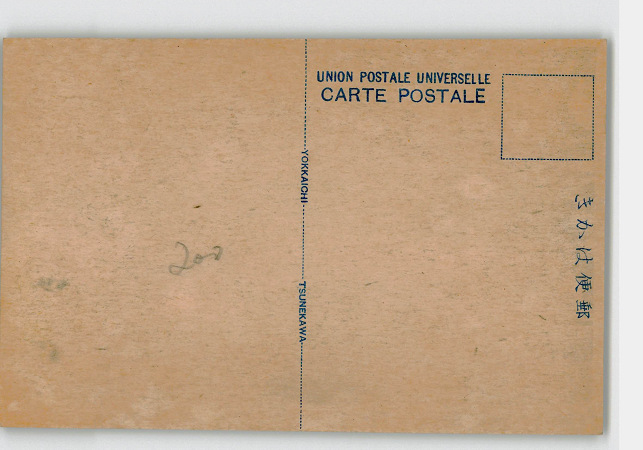 UNION POSTALE UNIVERSELLE
CARTE POSTALE
YOKKAICHI
TSUNEKAWA
きかは便郵
200